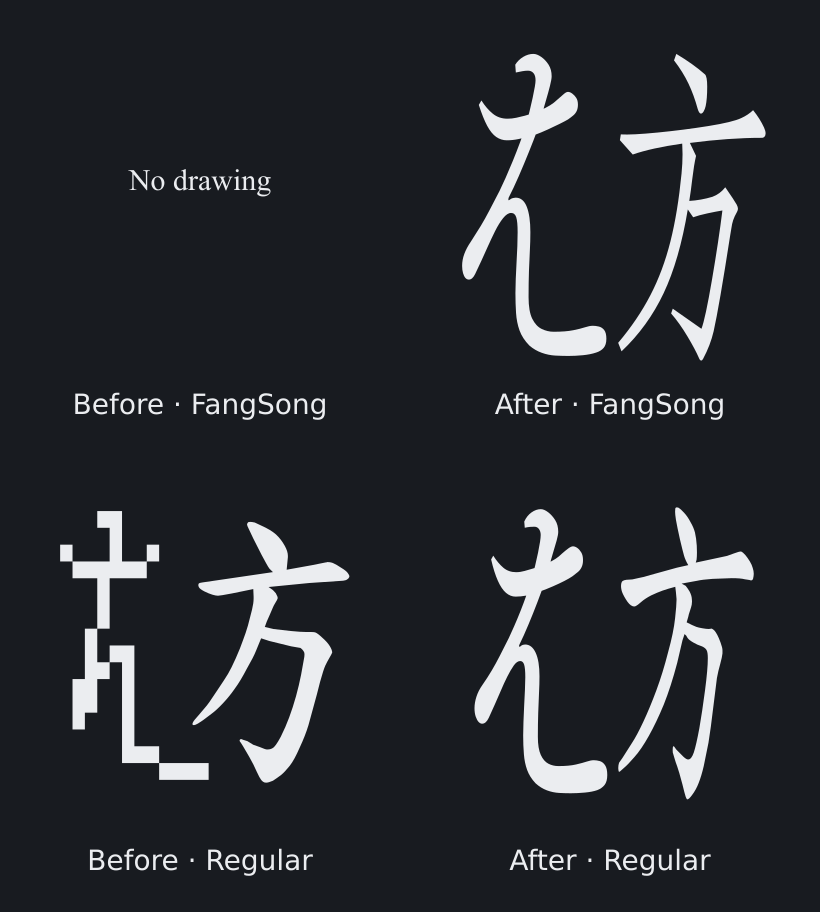 No drawing
Before · FangSong
After · FangSong
Before · Regular
After · Regular